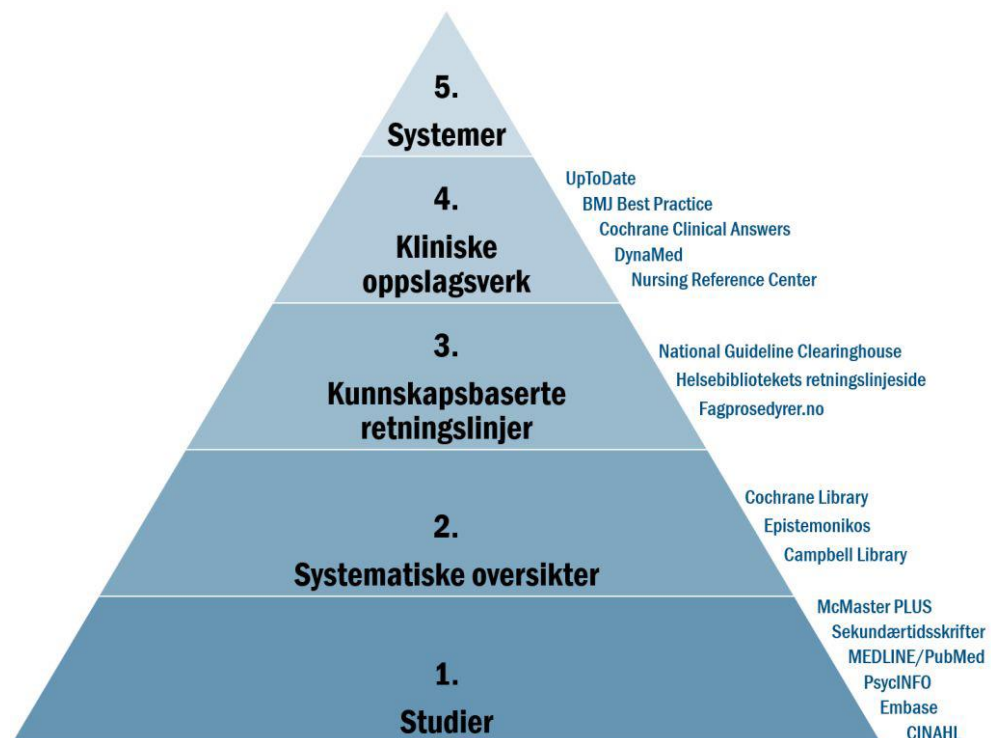 5.
Systemer
UpToDate
BMJ Best Practice
Cochrane Clinical Answers
DynaMed
Nursing Reference Center
4.
Kliniske
oppslagsverk
National Guideline Clearinghouse
Helsebibliotekets retningslinjeside
Fagprosedyrer.no
3.
Kunnskapsbaserte
retningslinjer
Cochrane Library
Epistemonikos
Campbell Library
2.
Systematiske oversikter
McMaster PLUS
Sekundærtidsskrifter
MEDLINE/PubMed
PsycINFO
Embase
CINAHL
1.
Studier